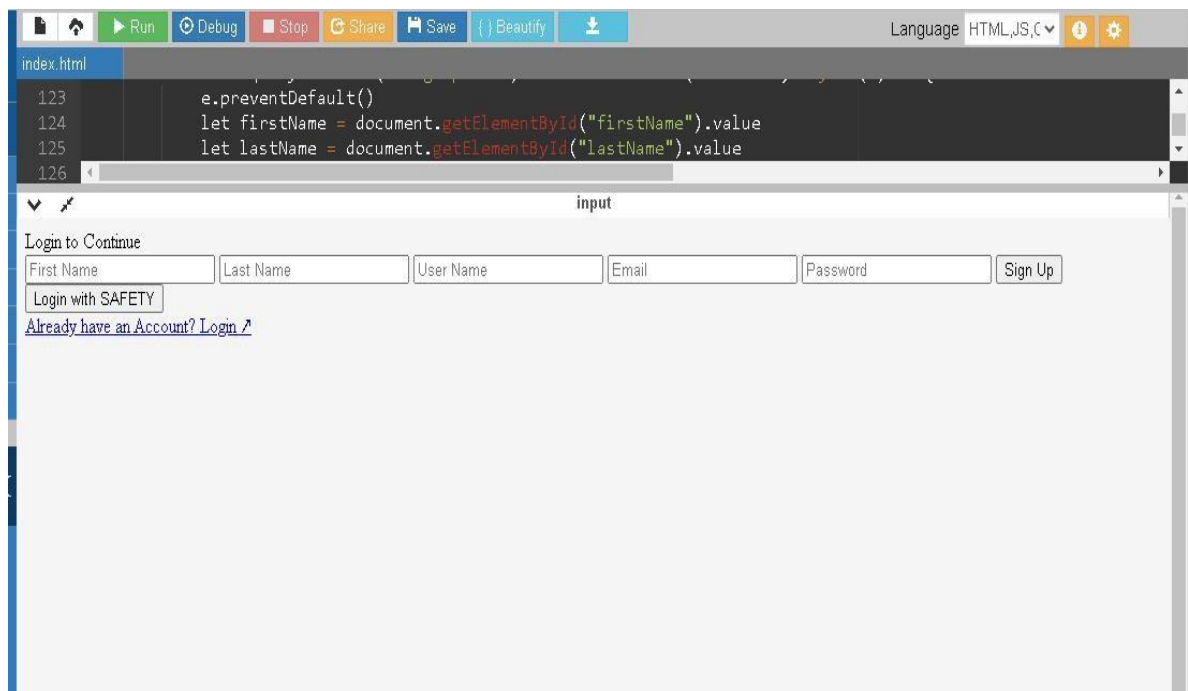 Run Debug Stop Share Save { } Beautify Language HTML,JS,C
index.html
123 e.preventDefault()
124 let firstName = document.getElementById("firstName").value
125 let lastName = document.getElementById("lastName").value
126
input
Login to Continue
First Name Last Name User Name Email Password Sign Up
Login with SAFETY
Already have an Account? Login ↗